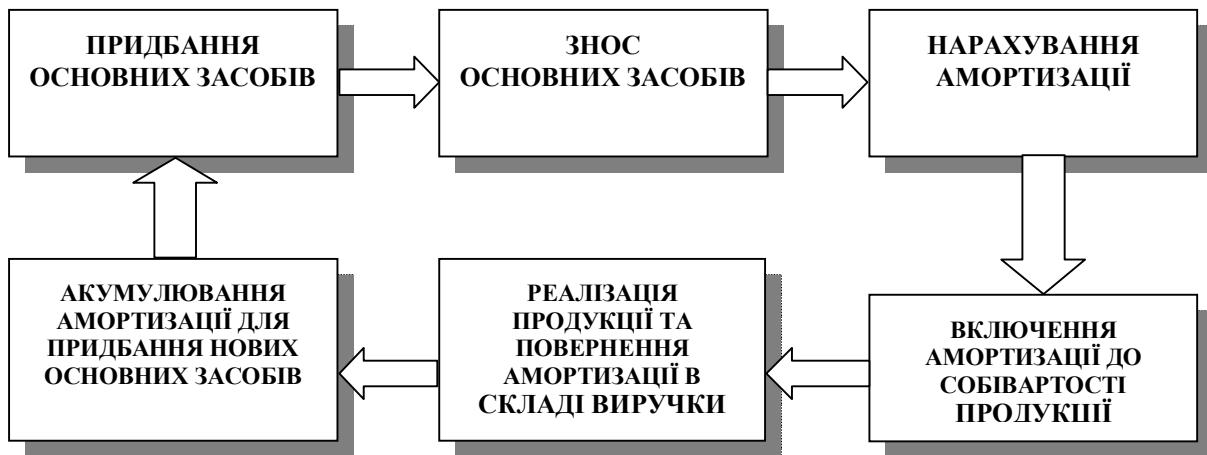 ПРИДБАННЯ
ОСНОВНИХ ЗАСОБІВ
ЗНОС
ОСНОВНИХ ЗАСОБІВ
НАРАХУВАННЯ
АМОРТИЗАЦІЇ
АКУМУЛЮВАННЯ
АМОРТИЗАЦІЇ ДЛЯ
ПРИДБАННЯ НОВИХ
ОСНОВНИХ ЗАСОБІВ
РЕАЛІЗАЦІЯ
ПРОДУКЦІЇ ТА
ПОВЕРНЕННЯ
АМОРТИЗАЦІЇ В
СКЛАДІ ВИРУЧКИ
ВКЛЮЧЕННЯ
АМОРТИЗАЦІЇ ДО
СОБІВАРТОСТІ
ПРОДУКЦІЇ